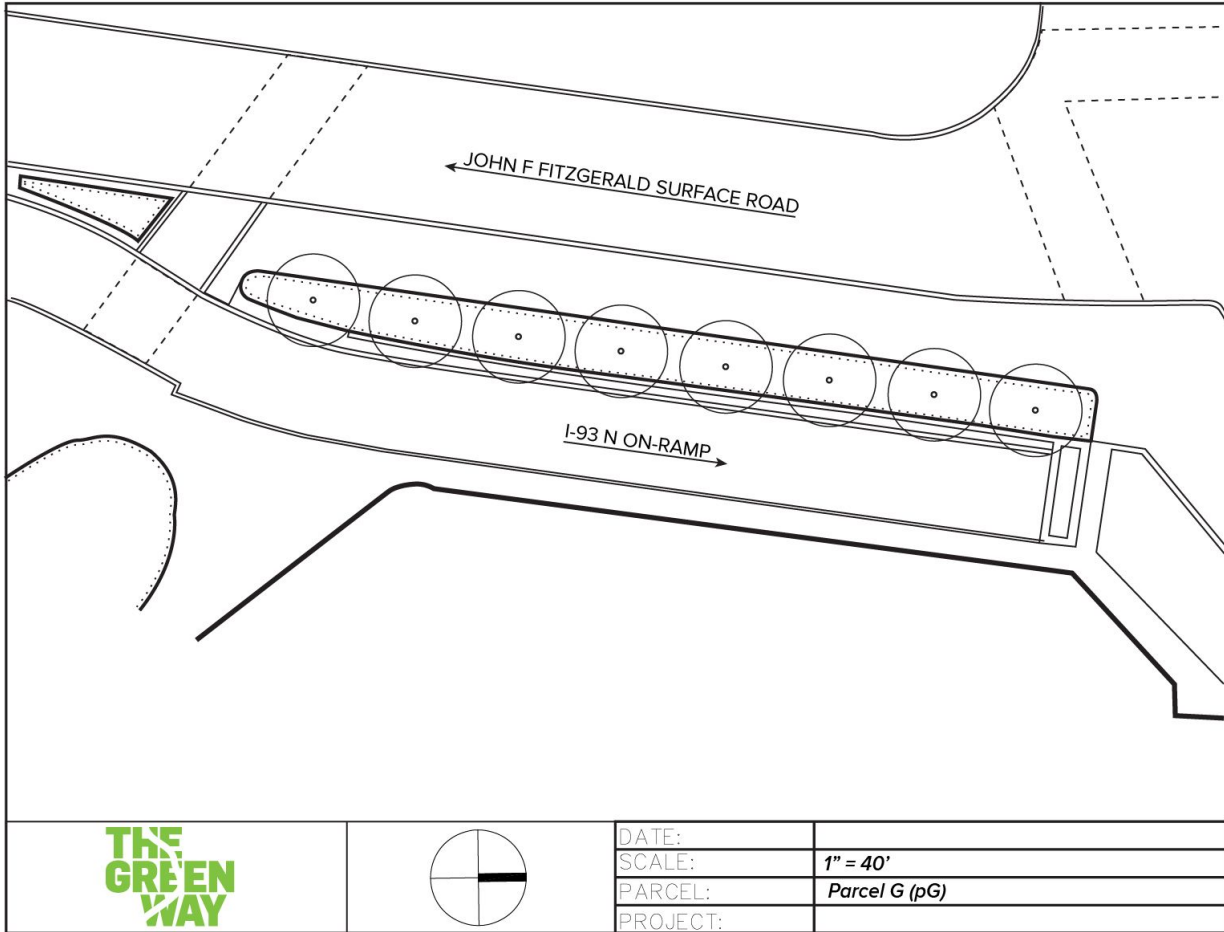 JOHN F FITZGERALD SURFACE ROAD
I-93 N ON-RAMP
THE
GREEN
WAY
DATE:
SCALE: 1” = 40’
PARCEL: Parcel G (pG)
PROJECT: